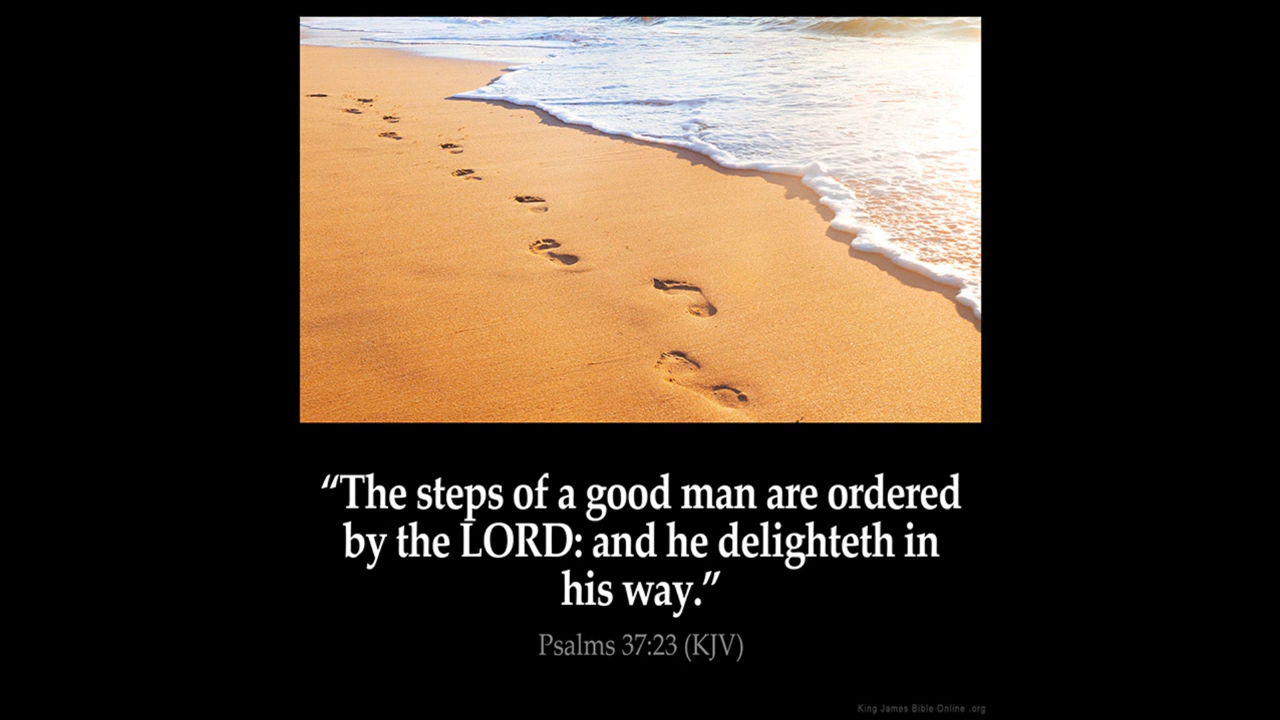 “The steps of a good man are ordered
by the LORD: and he delighteth in
his way.”
Psalms 37:23 (KJV)
King James Bible Online .org